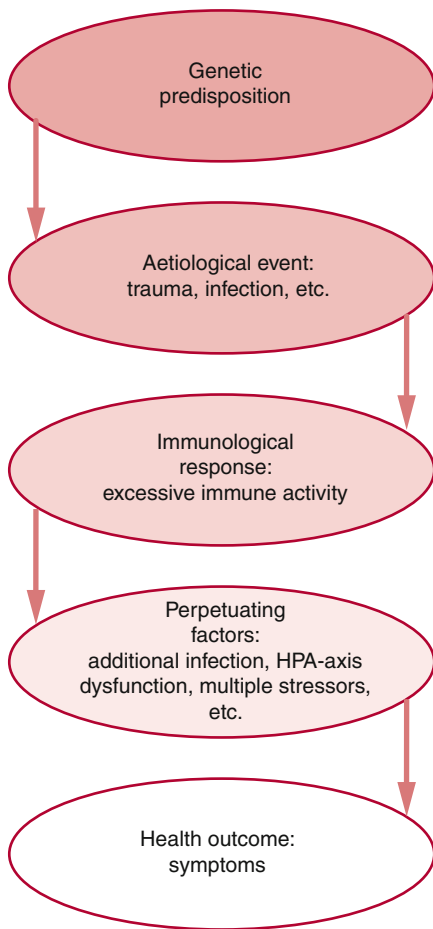 Genetic
predisposition
Aetiological event:
trauma, infection, etc.
Immunological
response:
excessive immune activity
Perpetuating
factors:
additional infection, HPA-axis
dysfunction, multiple stressors,
etc.
Health outcome:
symptoms